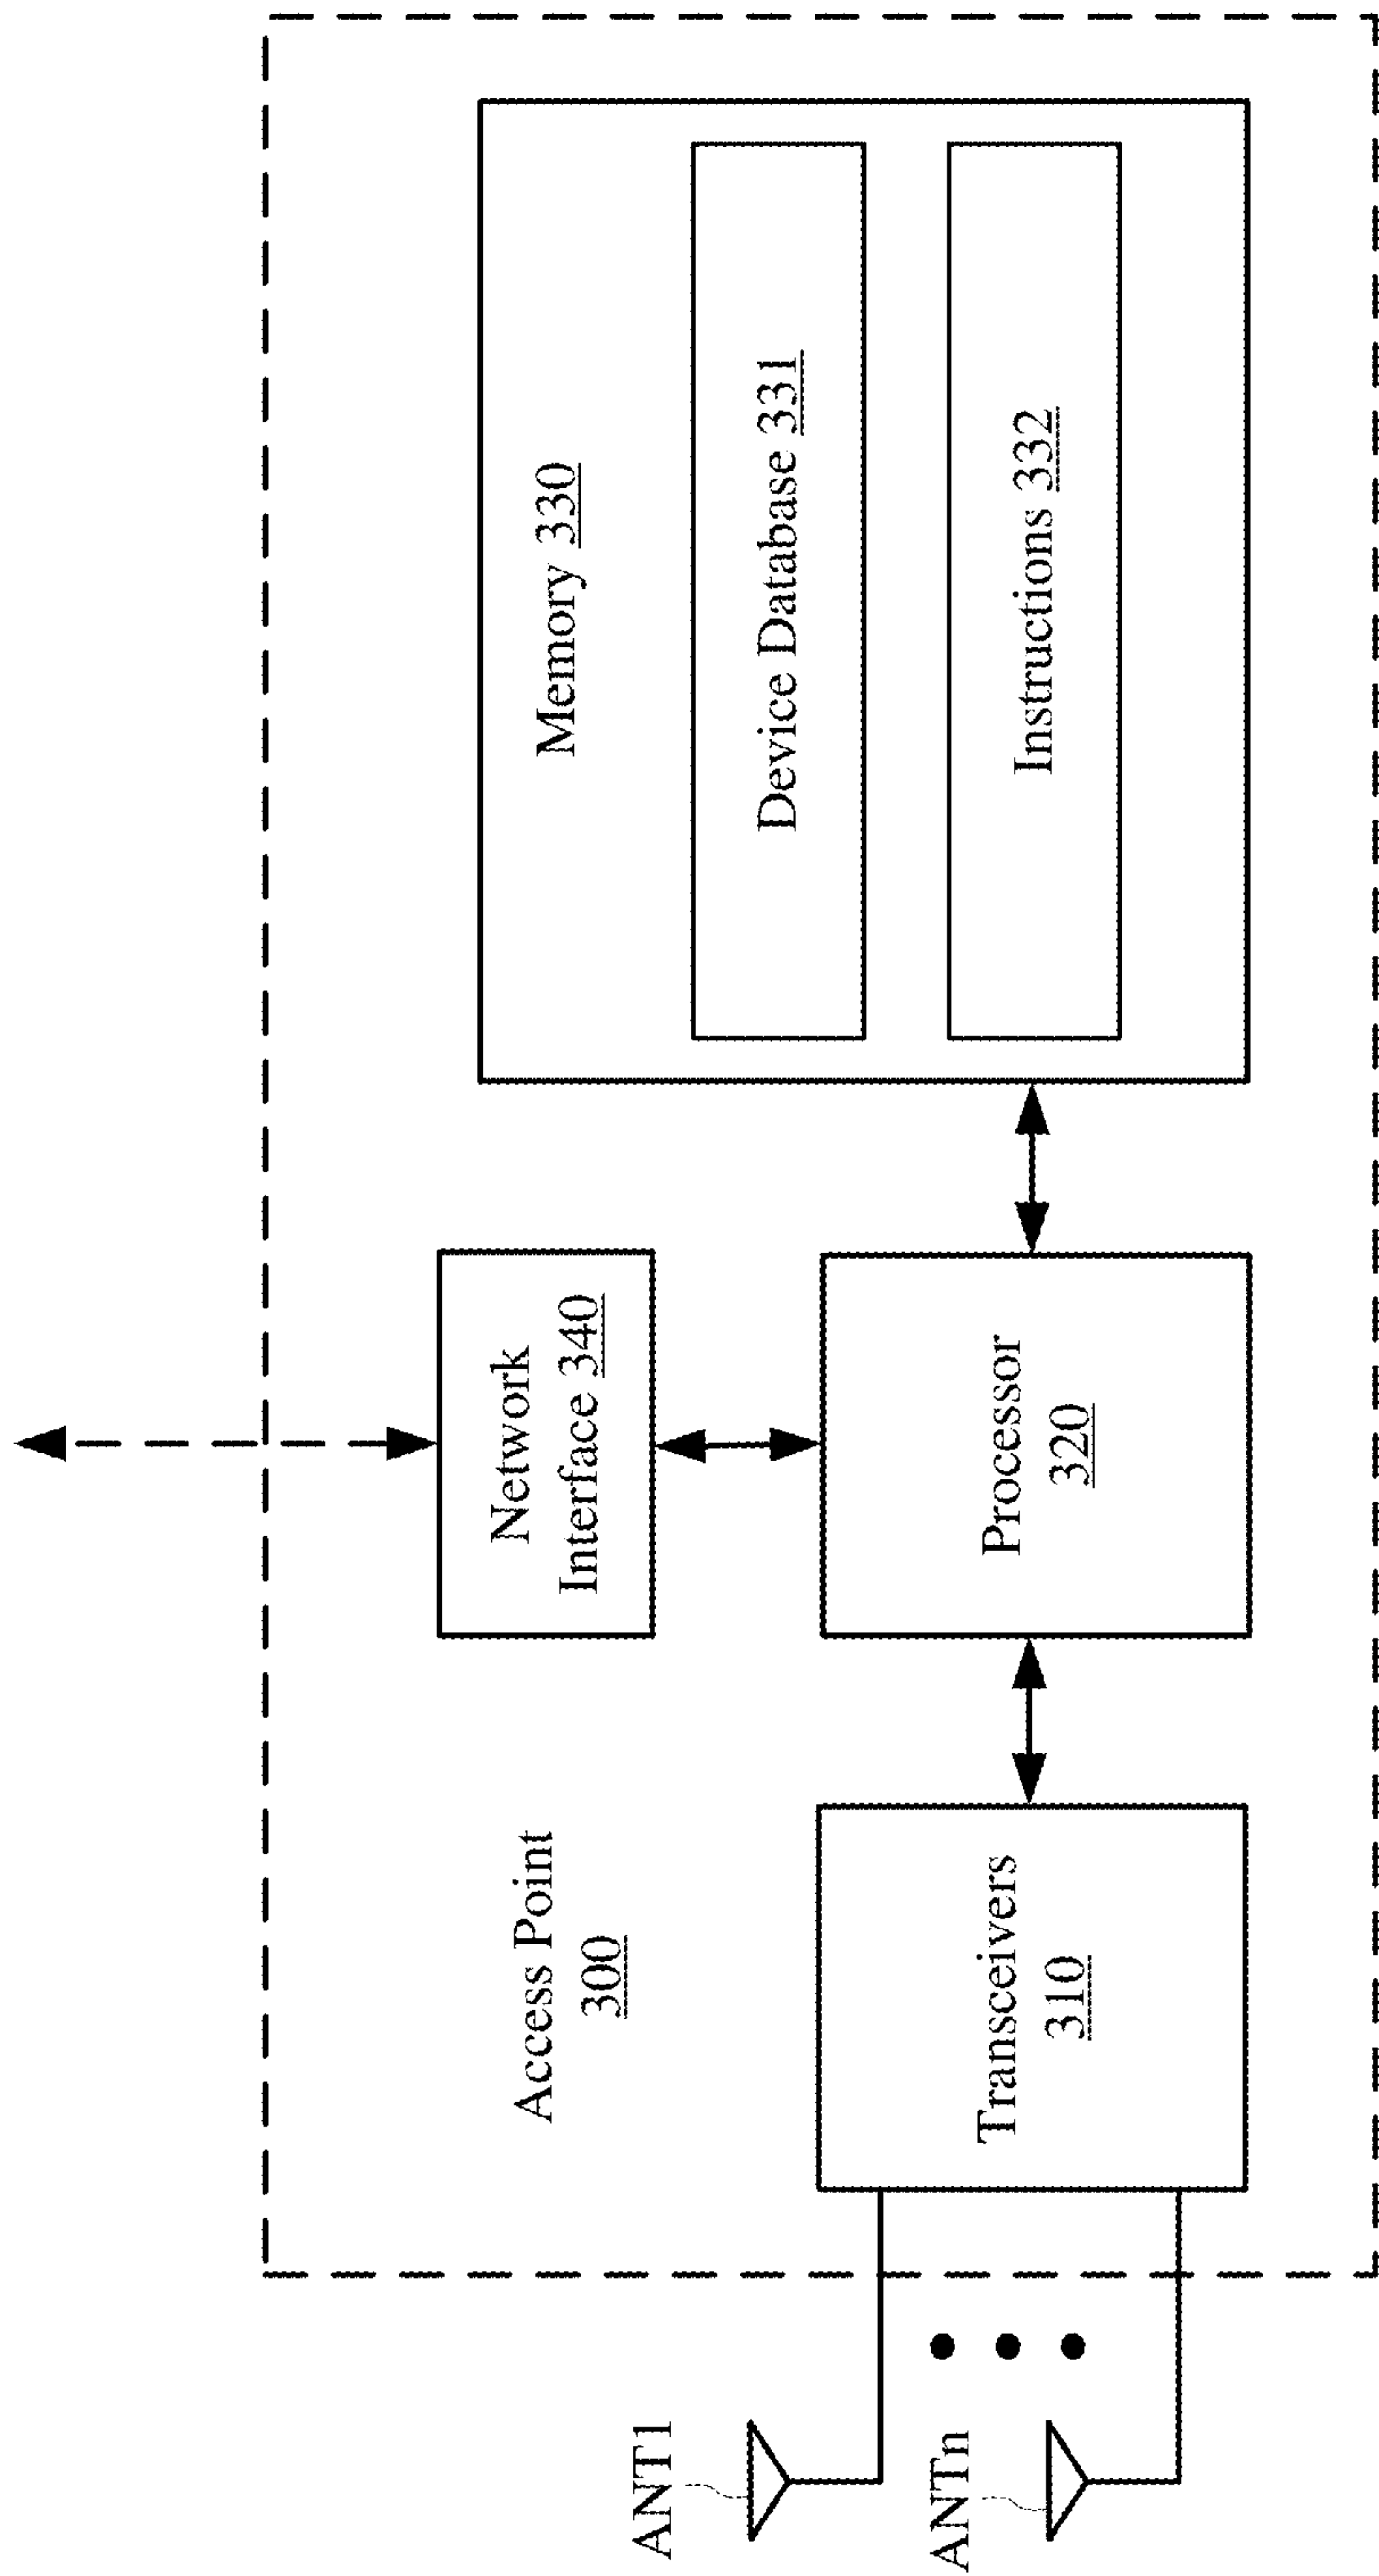 Access Point
300
Network
Interface 340
Memory 330
Device Database 331
Instructions 332
ANT1
ANTn
Transceivers
310
Processor
320